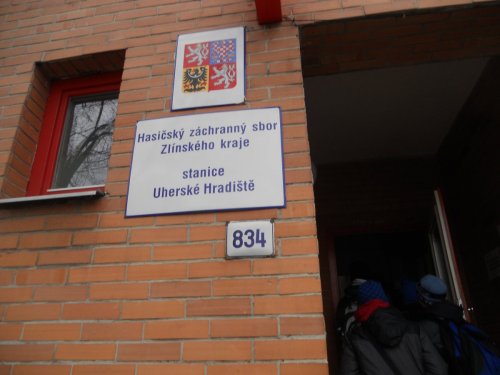 Hasičský záchranný sbor
Zlínského kraje
stanice
Uherské Hradiště
834